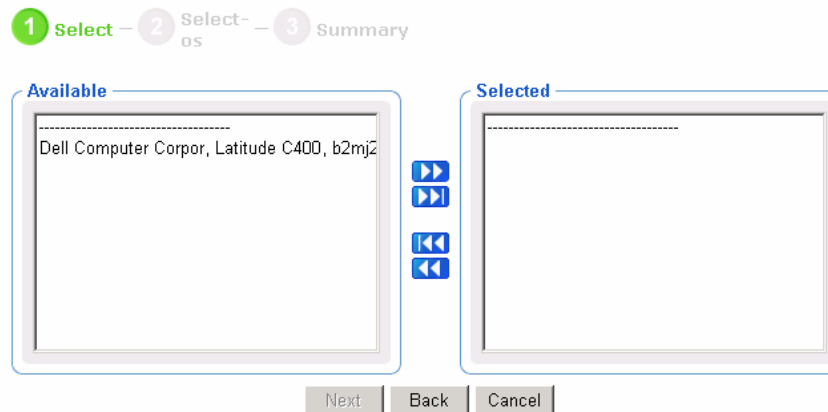 1 Select – 2 Select-os – 3 Summary
Available
Selected
-----------------------------------
Dell Computer Corpor, Latitude C400, b2mj2
-----------------------------------
Next Back Cancel